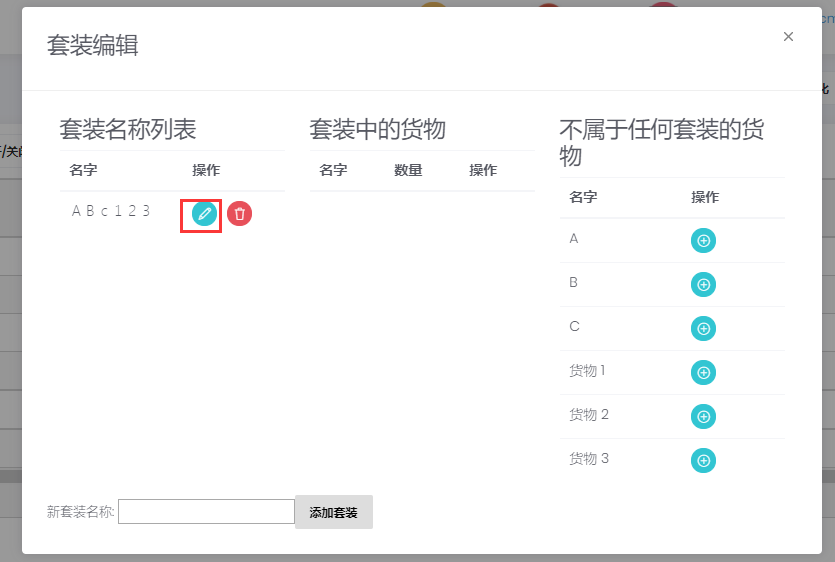 套装编辑
×
套装名称列表
名字 操作
A B c 1 2 3
套装中的货物
名字 数量 操作
不属于任何套装的货
物
名字 操作
A
B
C
货物 1
货物 2
货物 3
新套装名称:
添加套装